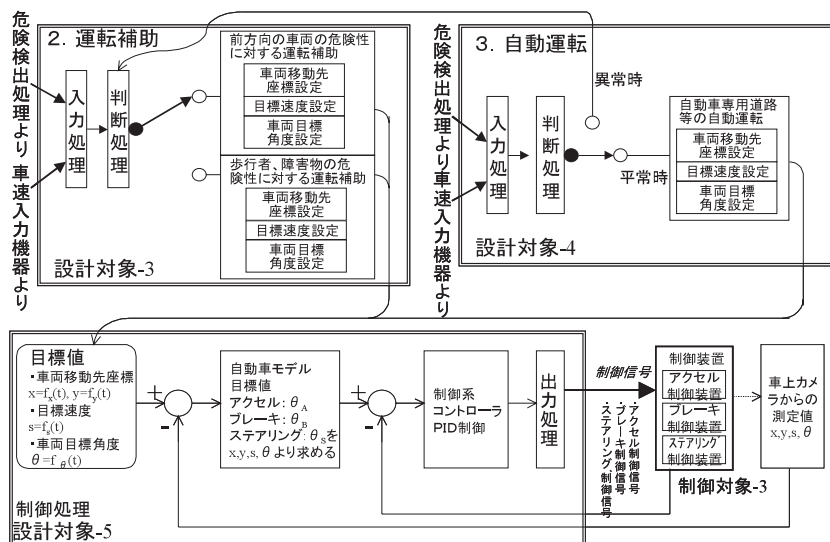 危険検出処理より
車速入力機器より
2. 運転補助
入力処理
判断処理
前方向の車両の危険性
に対する運転補助
車両移動先
座標設定
目標速度設定
車両目標
角度設定
歩行者、障害物の危
険性に対する運転補助
車両移動先
座標設定
目標速度設定
車両目標
角度設定
設計対象-3
危険検出処理より
車速入力機器より
3. 自動運転
異常時
入力処理
判断処理
平常時
自動車専用道路
等の自動運転
車両移動先
座標設定
目標速度設定
車両目標
角度設定
設計対象-4
目標値
・車両移動先座標
x=fx(t), y=fy(t)
・目標速度
s=fs(t)
・車両目標角度
θ=fθ(t)
+
-
自動車モデル
目標値
アクセル:θA
ブレーキ:θB
ステアリング:θSを
x,y,s,θより求める
+
-
制御系
コントローラ
PID制御
出力処理
制御信号
・アクセル制御信号
・ブレーキ制御信号
・ステアリング制御信号
制御装置
アクセル
制御装置
ブレーキ
制御装置
ステアリング
制御装置
制御対象-3
車上カメ
ラからの
測定値
x,y,s,θ
制御処理
設計対象-5